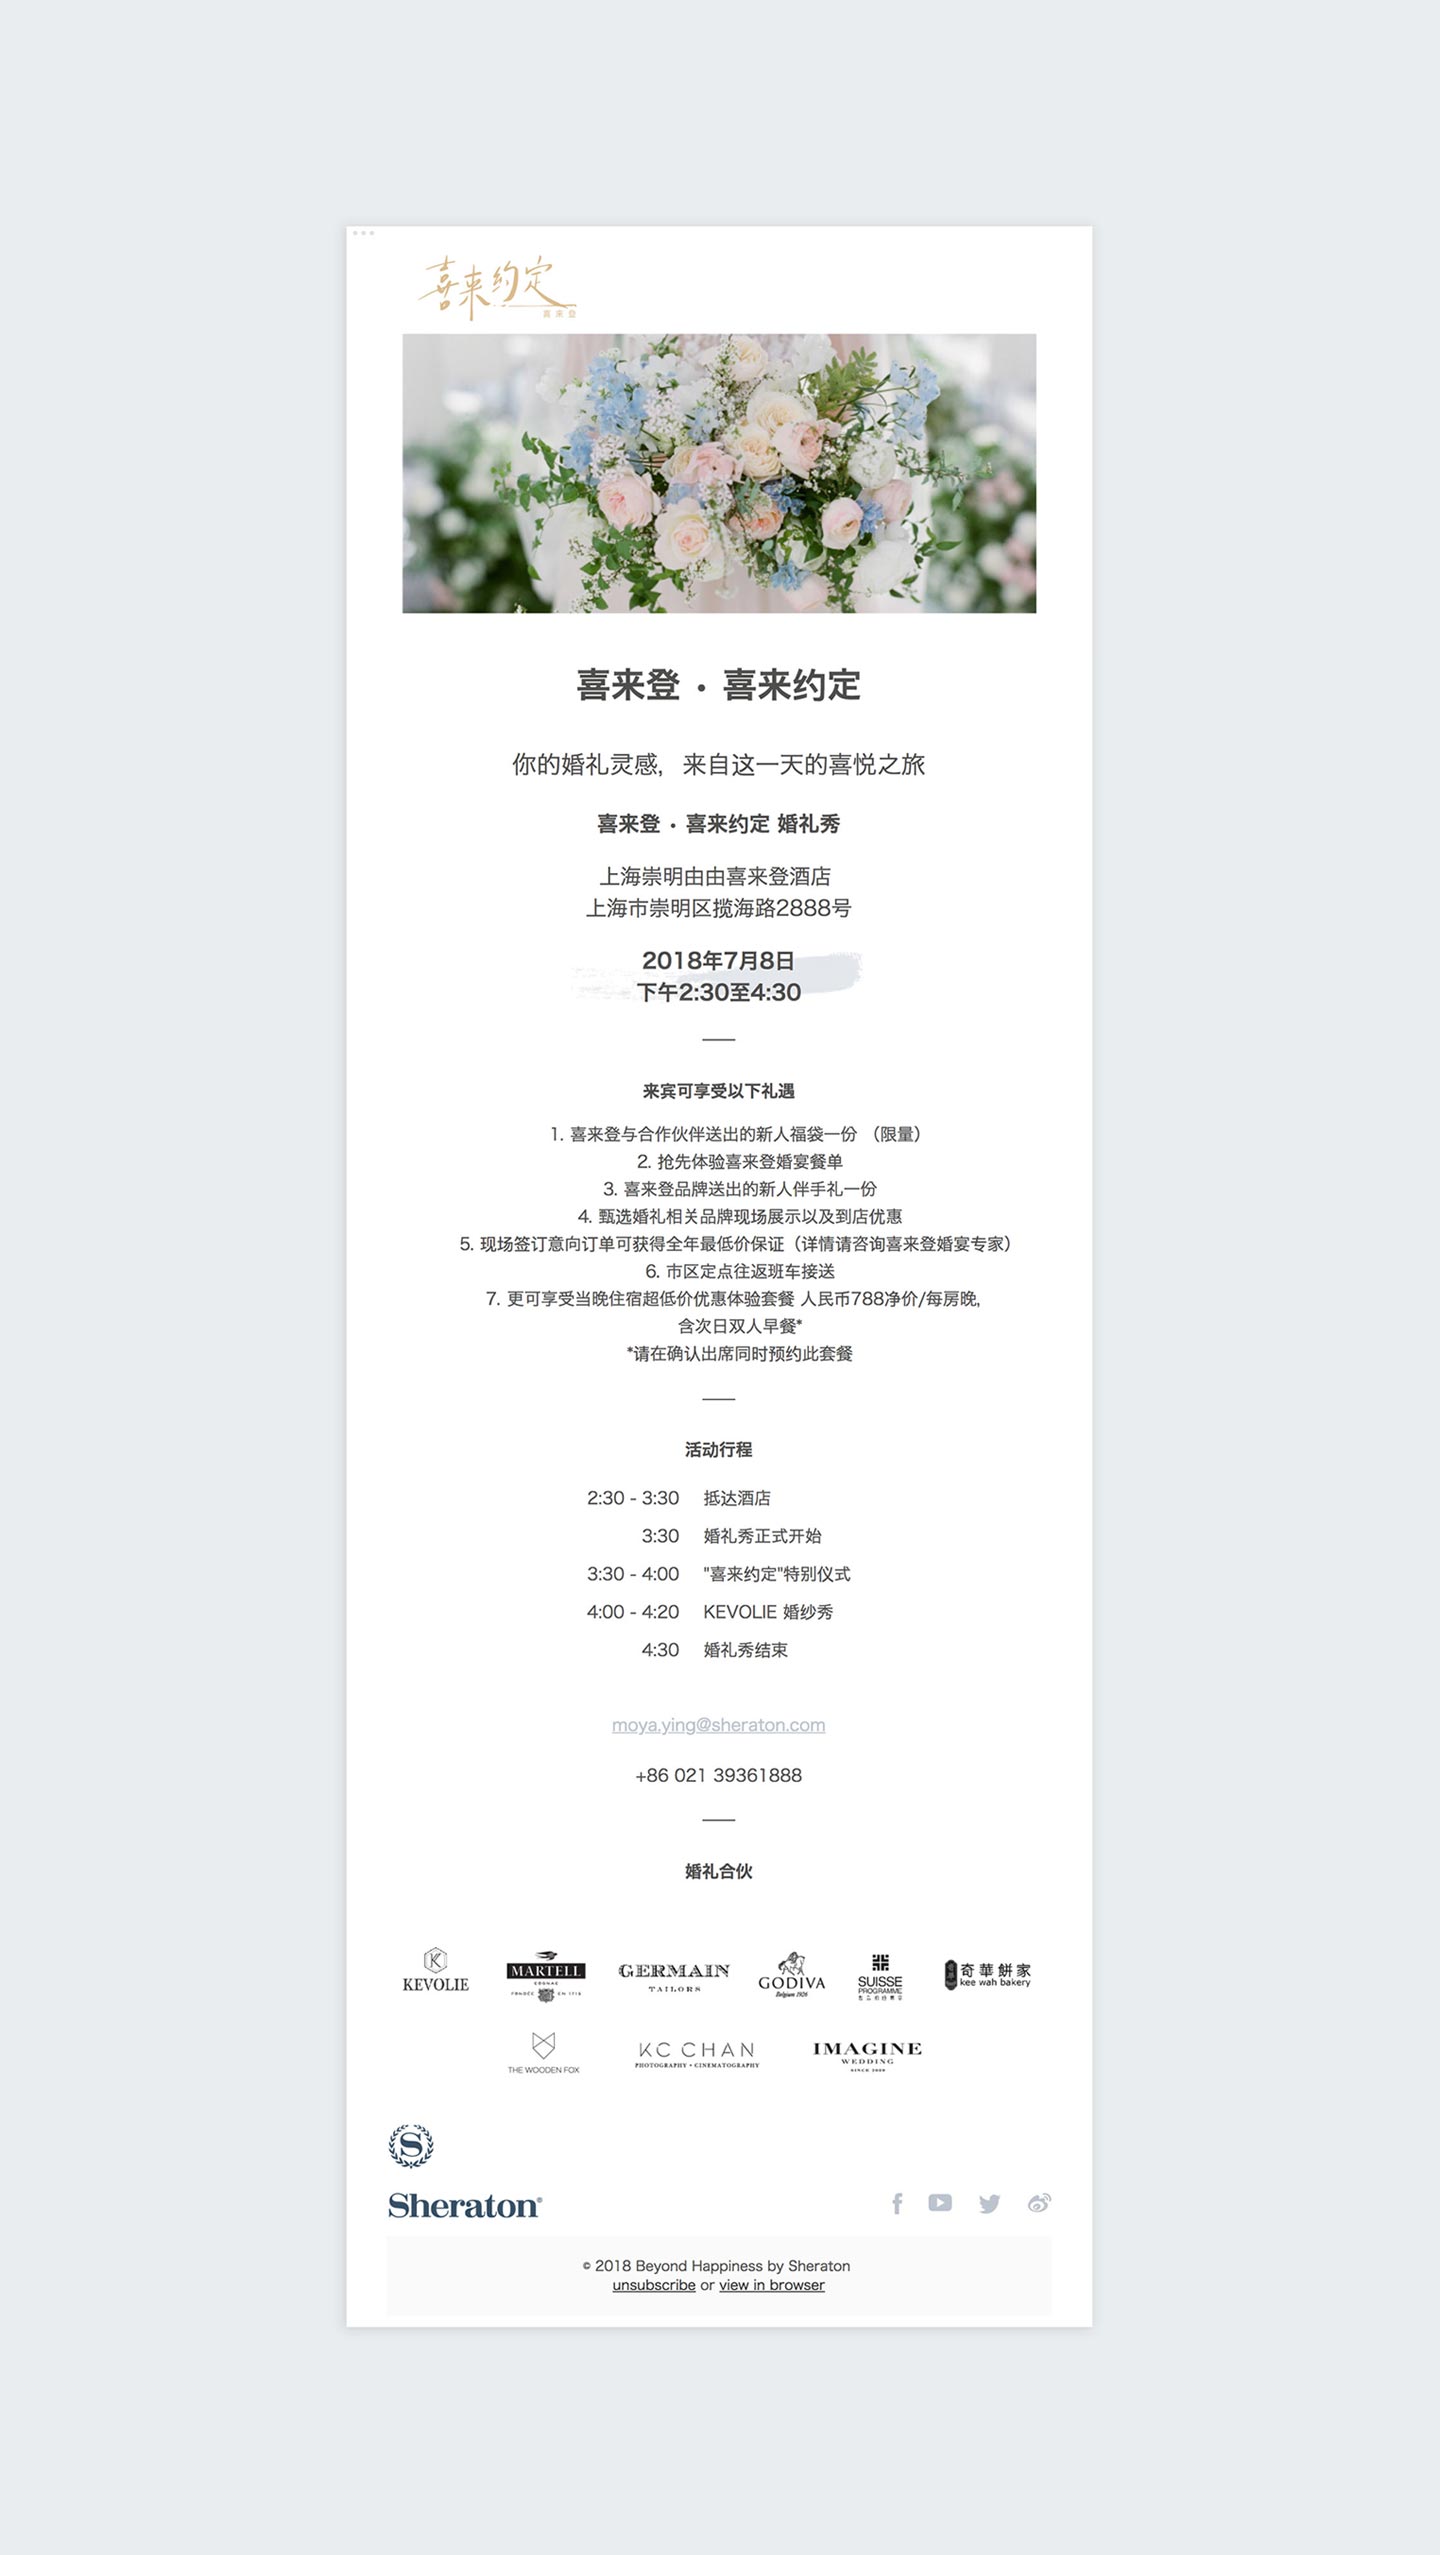 喜来约定
喜来登
喜来登 · 喜来约定
你的婚礼灵感，来自这一天的喜悦之旅
喜来登 · 喜来约定 婚礼秀
上海崇明由由喜来登酒店
上海市崇明区揽海路2888号
2018年7月8日
下午2:30至4:30
来宾可享受以下礼遇
1. 喜来登与合作伙伴送出的新人福袋一份 （限量）
2. 抢先体验喜来登婚宴餐单
3. 喜来登品牌送出的新人伴手礼一份
4. 甄选婚礼相关品牌现场展示以及到店优惠
5. 现场签订意向订单可获得全年最低价保证（详情请咨询喜来登婚宴专家）
6. 市区定点往返班车接送
7. 更可享受当晚住宿超低价优惠体验套餐 人民币788净价/每房晚，
含次日双人早餐*
*请在确认出席同时预约此套餐
活动行程
2:30 - 3:30 抵达酒店
3:30 婚礼秀正式开始
3:30 - 4:00 "喜来约定"特别仪式
4:00 - 4:20 KEVOLIE 婚纱秀
4:30 婚礼秀结束
moya.ying@sheraton.com
+86 021 39361888
婚礼合伙
K
KEVOLIE
MARTELL
COGNAC
FONDÉE EN 1715
GERMAIN
TAILORS
GODIVA
Belgium 1926
SUISSE
PROGRAMME
奇華餅家
kee wah bakery
THE WOODEN FOX
KC CHAN
PHOTOGRAPHY • CINEMATOGRAPHY
IMAGINE
WEDDING
SINCE 2009
S
Sheraton®
© 2018 Beyond Happiness by Sheraton
unsubscribe or view in browser